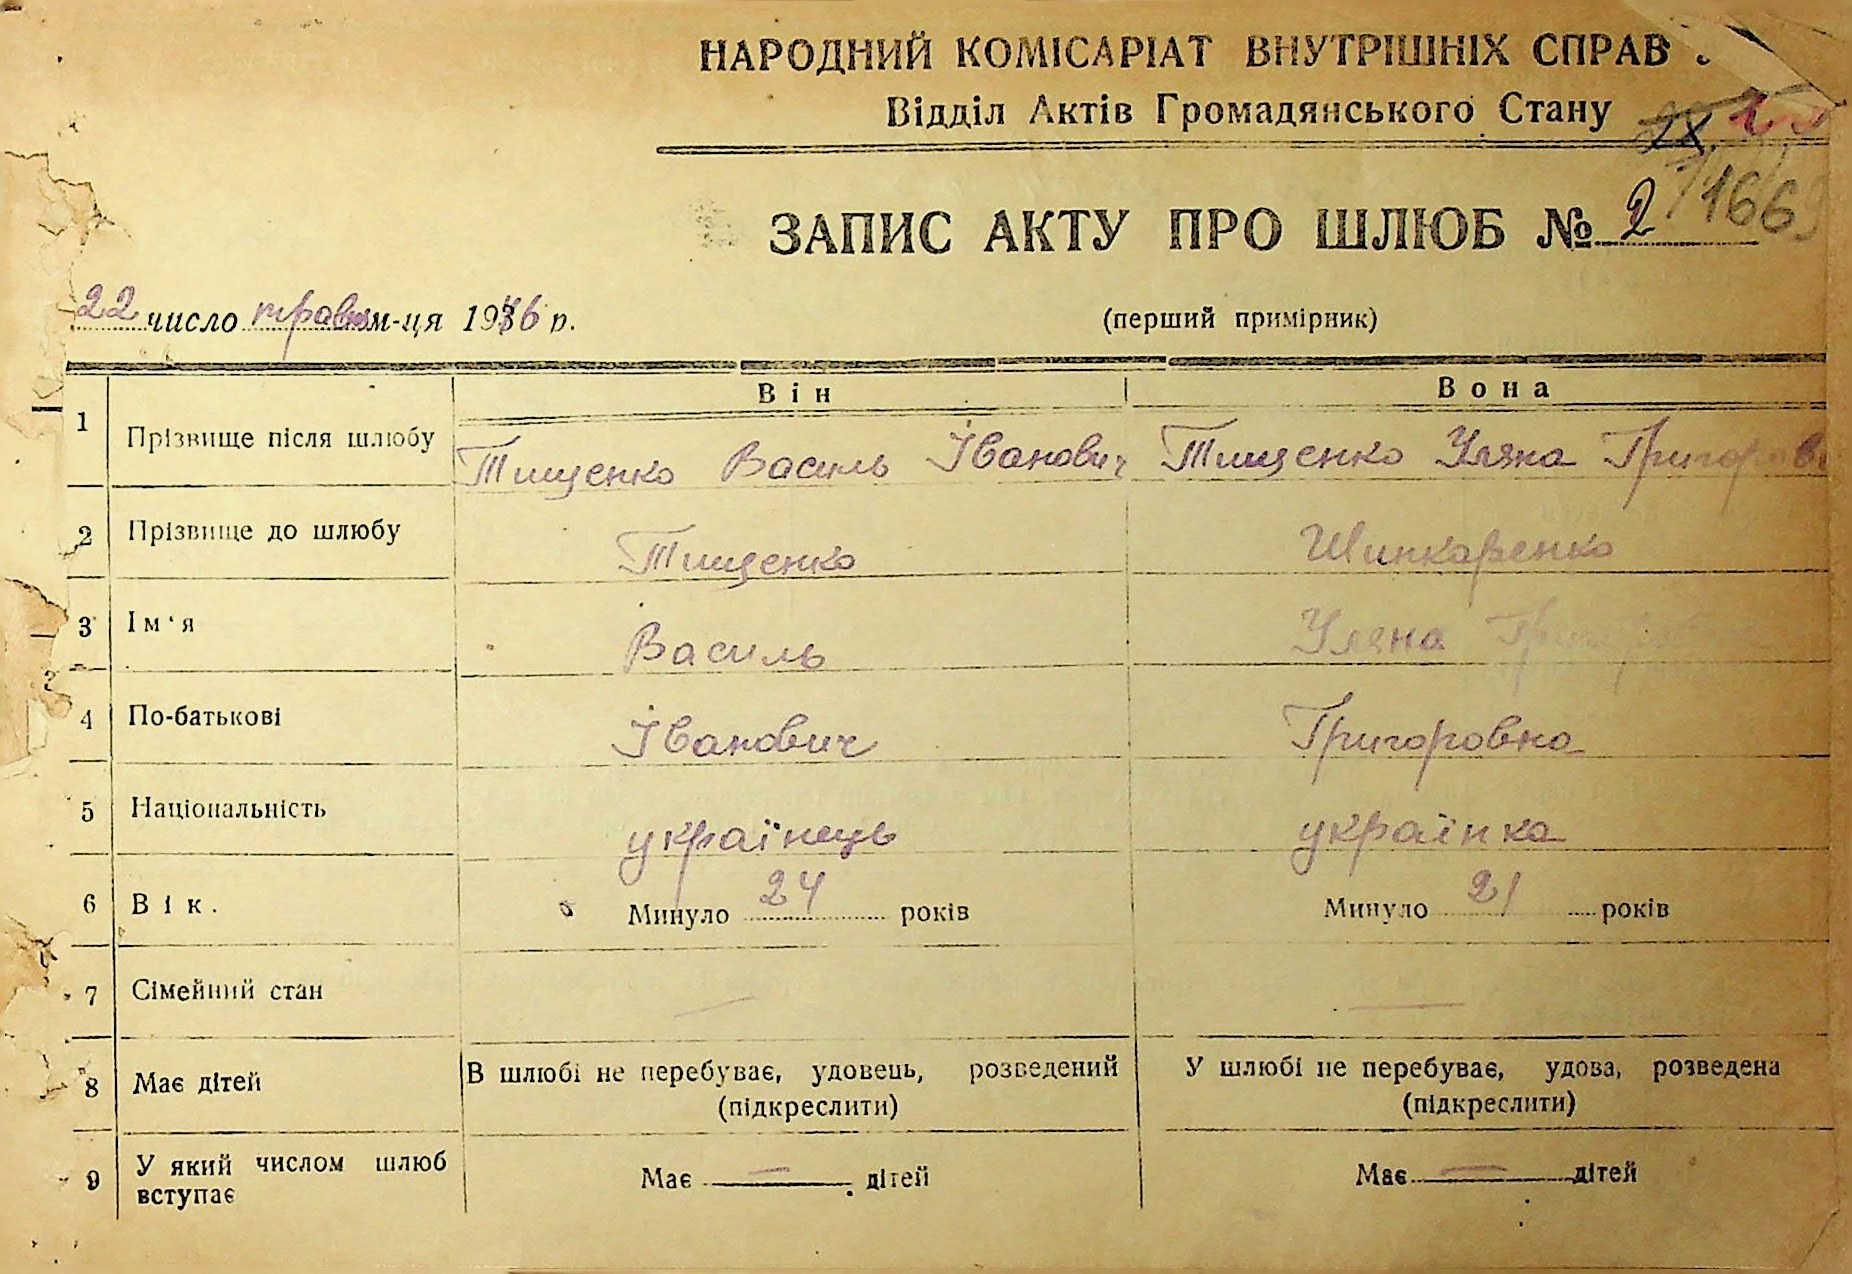 НАРОДНИЙ КОМІСАРІАТ ВНУТРІШНІХ СПРАВ
Відділ Актів Громадянського Стану
ЗАПИС АКТУ ПРО ШЛЮБ № 2
22 число травня м-ця 1946 р.
(перший примірник)
Він Вона
1 Прізвище після шлюбу Тищенко Василь Іванович Тищенко Уляна Григоров
2 Прізвище до шлюбу Тищенко Шинкаренко
3 Ім'я Василь Уляна
4 По-батькові Іванович Григоровна
5 Національність українець українка
6 Вік. Минуло 24 років Минуло 21 років
7 Сімейний стан — —
8 Має дітей В шлюбі не перебуває, удовець, розведений У шлюбі не перебуває, удова, розведена
(підкреслити) (підкреслити)
9 У який числом шлюб вступає Має — дітей Має — дітей